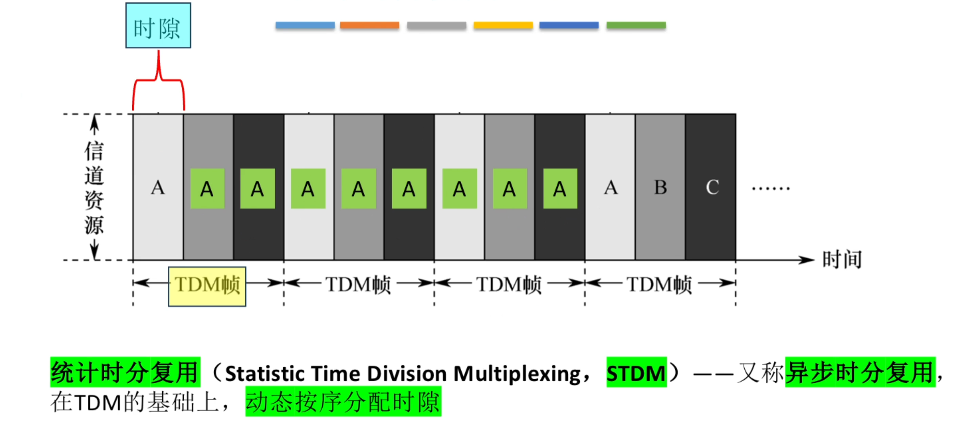 时隙
信道资源
A A A A A A A A A A B C ……
时间
TDM帧 TDM帧 TDM帧 TDM帧
统计时分复用（Statistic Time Division Multiplexing，STDM）——又称异步时分复用，
在TDM的基础上，动态按序分配时隙